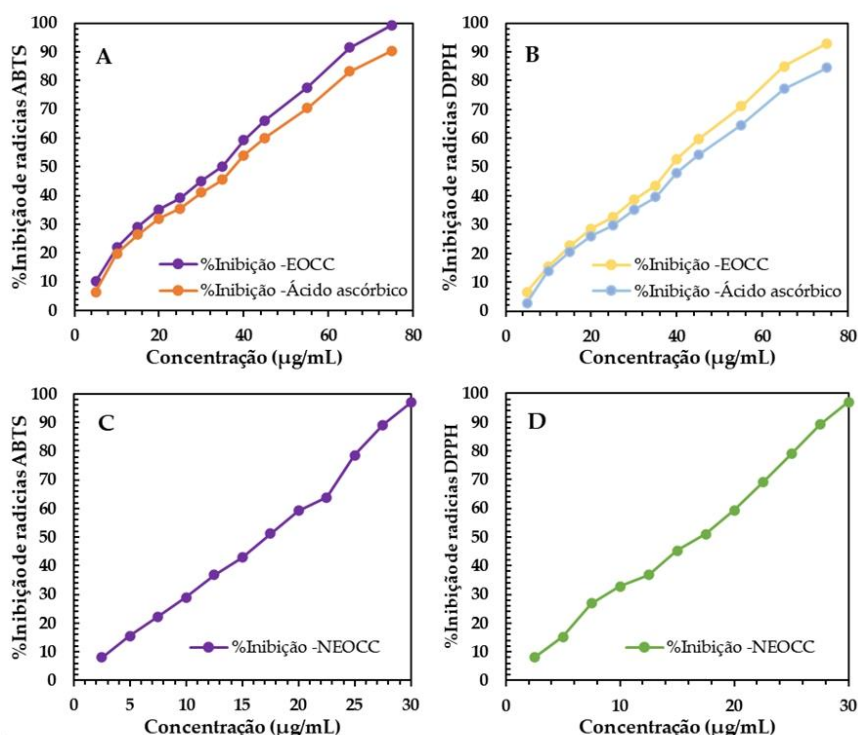 A
%Inibição de radicias ABTS
100
90
80
70
60
50
40
30
20
10
0
%Inibição -EOCC
%Inibição -Ácido ascórbico
0 20 40 60 80
Concentração (µg/mL)
B
%Inibição de radicias DPPH
100
90
80
70
60
50
40
30
20
10
0
%Inibição -EOCC
%Inibição -Ácido ascórbico
0 20 40 60 80
Concentração (µg/mL)
C
%Inibição de radicias ABTS
100
90
80
70
60
50
40
30
20
10
0
%Inibição -NEOCC
0 5 10 15 20 25 30
Concentração (µg/mL)
D
%Inibição de radicias DPPH
100
90
80
70
60
50
40
30
20
10
0
%Inibição -NEOCC
0 10 20 30
Concentração (µg/mL)